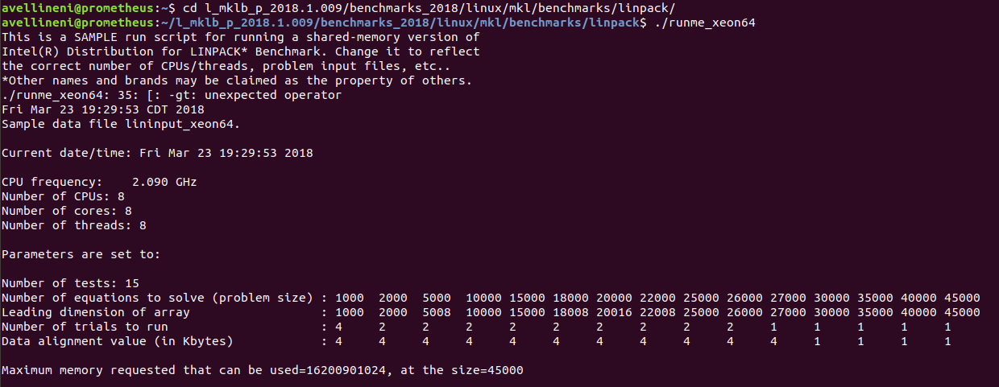 avellineni@prometheus:~$ cd l_mklb_p_2018.1.009/benchmarks_2018/linux/mkl/benchmarks/linpack/
avellineni@prometheus:~/l_mklb_p_2018.1.009/benchmarks_2018/linux/mkl/benchmarks/linpack$ ./runme_xeon64
This is a SAMPLE run script for running a shared-memory version of
Intel(R) Distribution for LINPACK* Benchmark. Change it to reflect
the correct number of CPUs/threads, problem input files, etc..
*Other names and brands may be claimed as the property of others.
./runme_xeon64: 35: [: -gt: unexpected operator
Fri Mar 23 19:29:53 CDT 2018
Sample data file lininput_xeon64.
Current date/time: Fri Mar 23 19:29:53 2018
CPU frequency:    2.090 GHz
Number of CPUs: 8
Number of cores: 8
Number of threads: 8
Parameters are set to:
Number of tests: 15
Number of equations to solve (problem size) : 1000  2000  5000  10000 15000 18000 20000 22000 25000 26000 27000 30000 35000 40000 45000
Leading dimension of array                  : 1000  2000  5008  10000 15000 18008 20016 22008 25000 26000 27000 30000 35000 40000 45000
Number of trials to run                     : 4     2     2     2     2     2     2     2     2     2     1     1     1     1     1
Data alignment value (in Kbytes)            : 4     4     4     4     4     4     4     4     4     4     4     1     1     1     1
Maximum memory requested that can be used=16200901024, at the size=45000